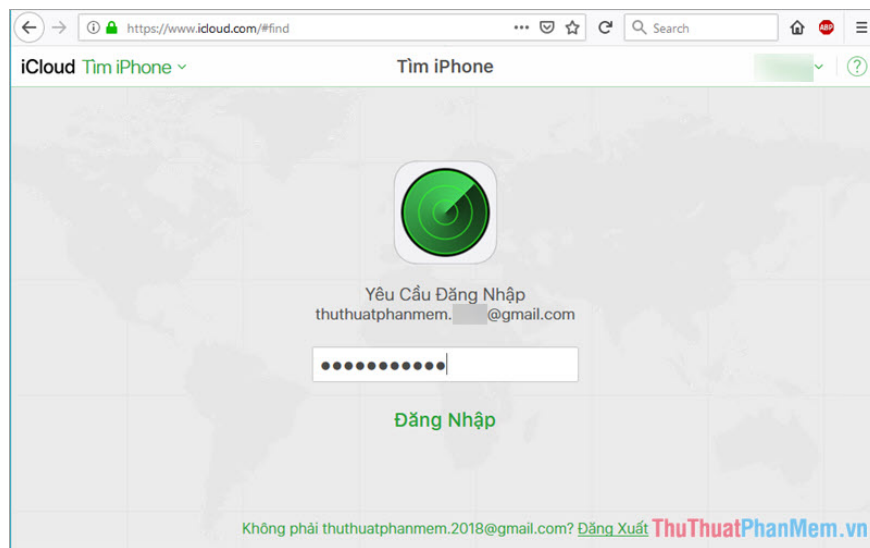 https://www.icloud.com/#find
Search
ABP
iCloud Tìm iPhone
Tìm iPhone
?
Yêu Cầu Đăng Nhập
thuthuatphanmem. @gmail.com
Đăng Nhập
Không phải thuthuatphanmem.2018@gmail.com? Đăng Xuất
ThuThuatPhanMem.vn